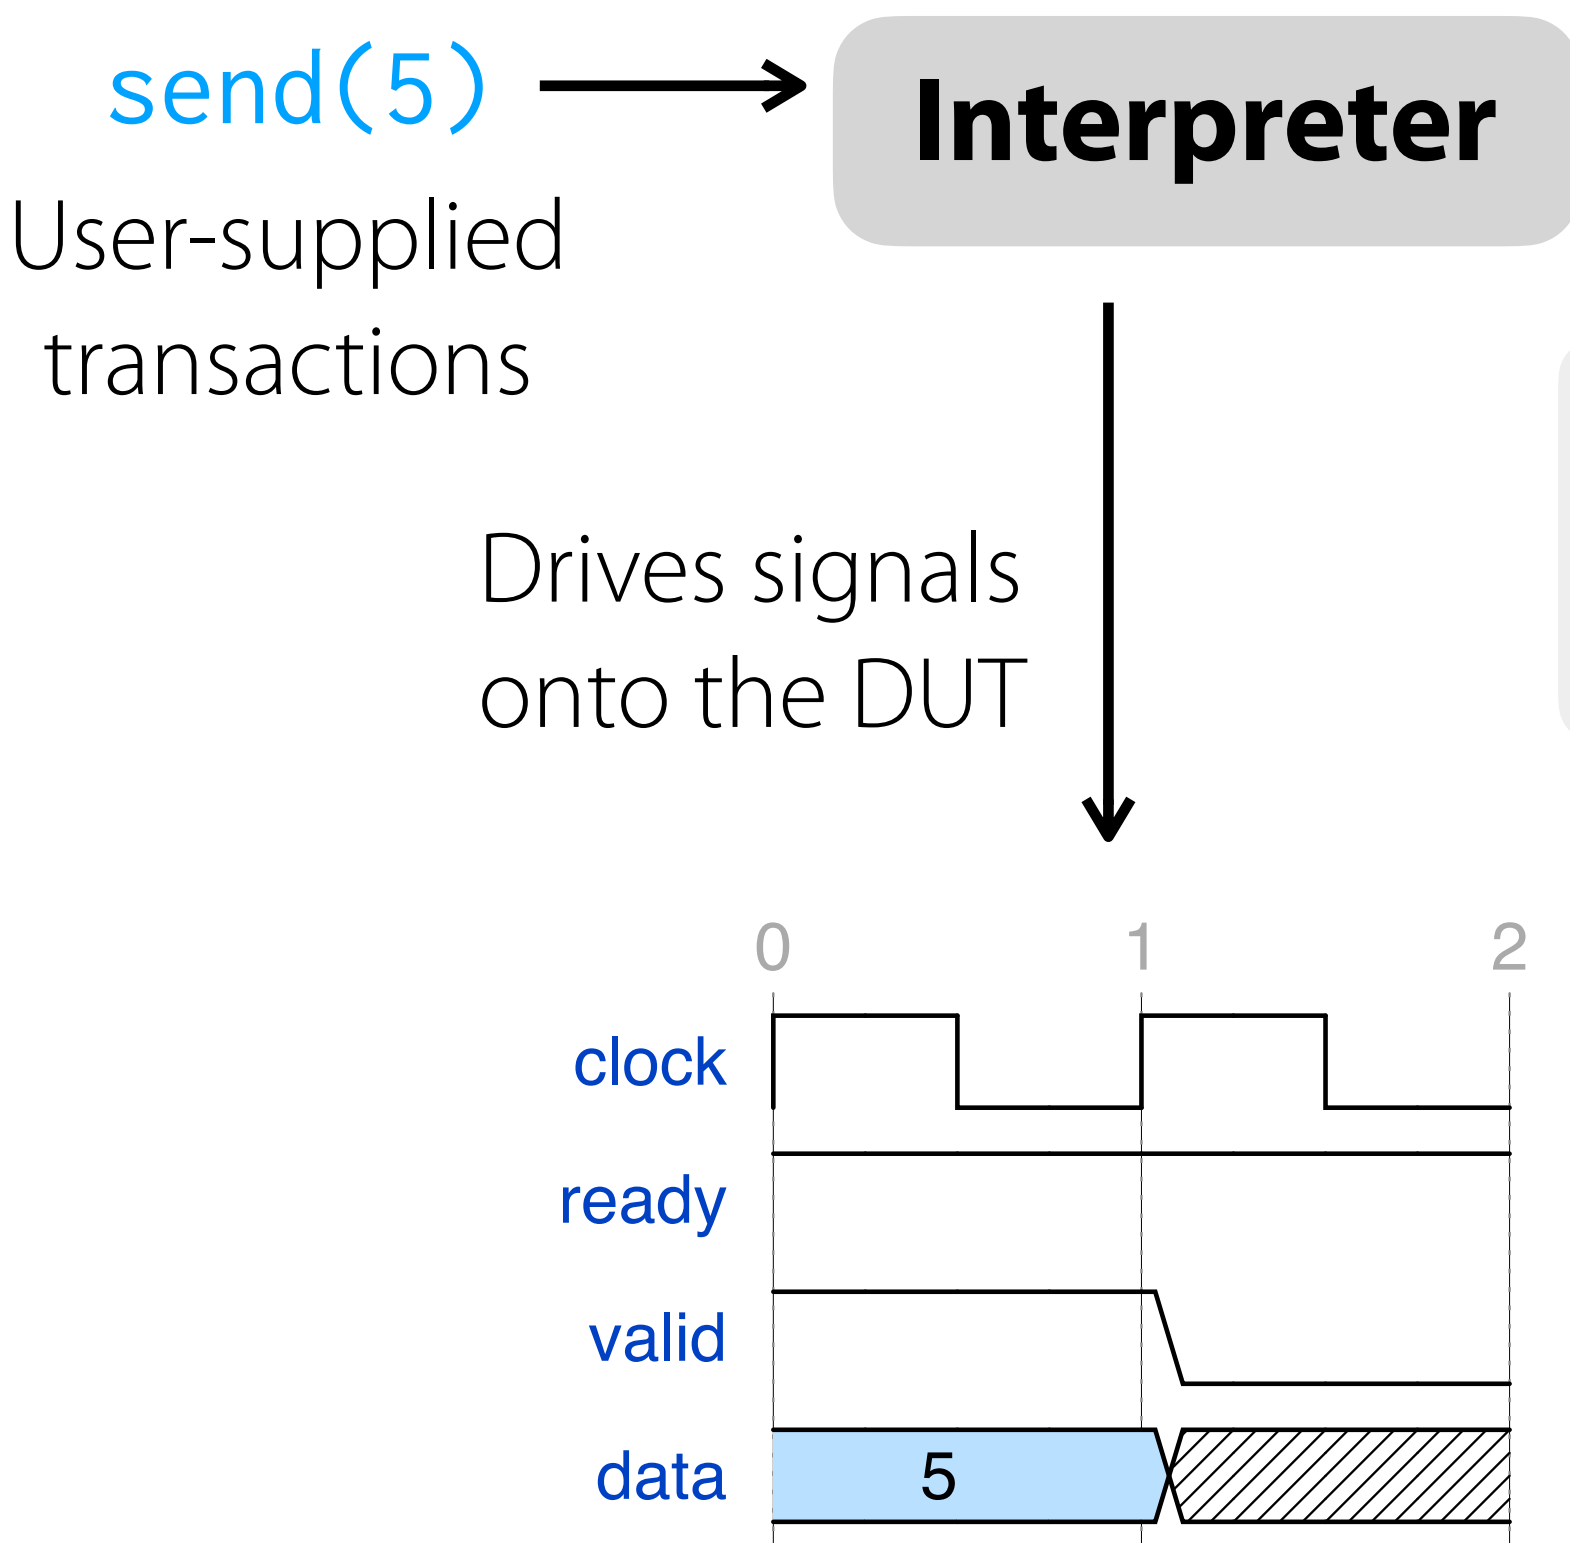 send(5)
Interpreter
User-supplied
transactions
Drives signals
onto the DUT
0 1 2
clock
ready
valid
data 5